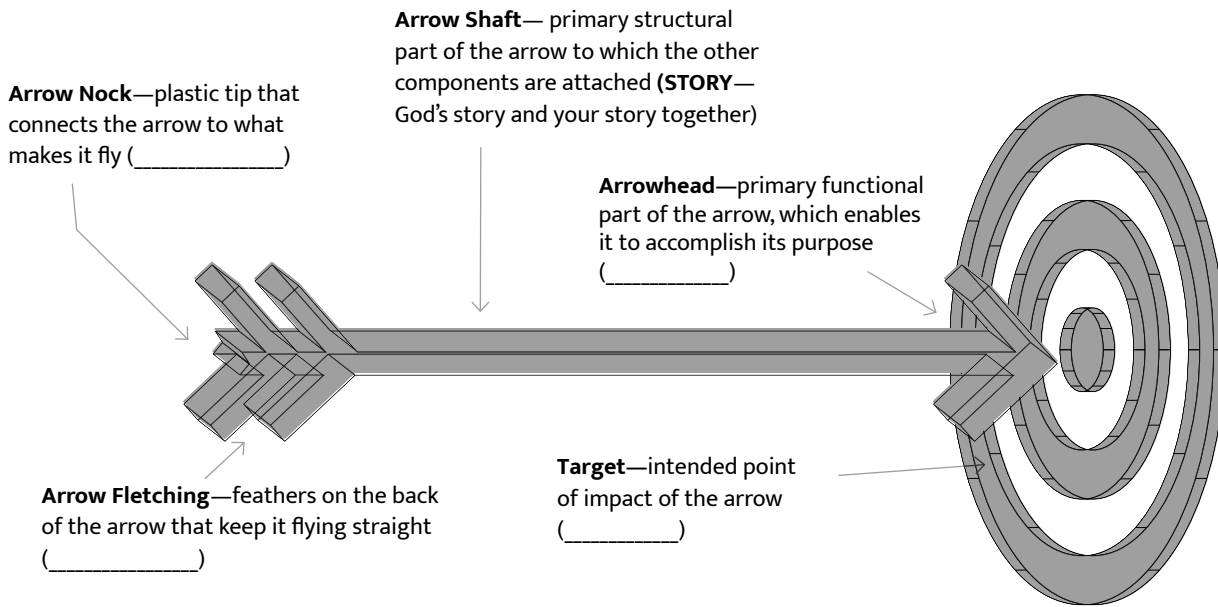 Arrow Shaft— primary structural
part of the arrow to which the other
components are attached (STORY—
God’s story and your story together)
Arrow Nock—plastic tip that
connects the arrow to what
makes it fly (________________)
Arrowhead—primary functional
part of the arrow, which enables
it to accomplish its purpose
(_____________)
Arrow Fletching—feathers on the back
of the arrow that keep it flying straight
(________________)
Target—intended point
of impact of the arrow
(____________)